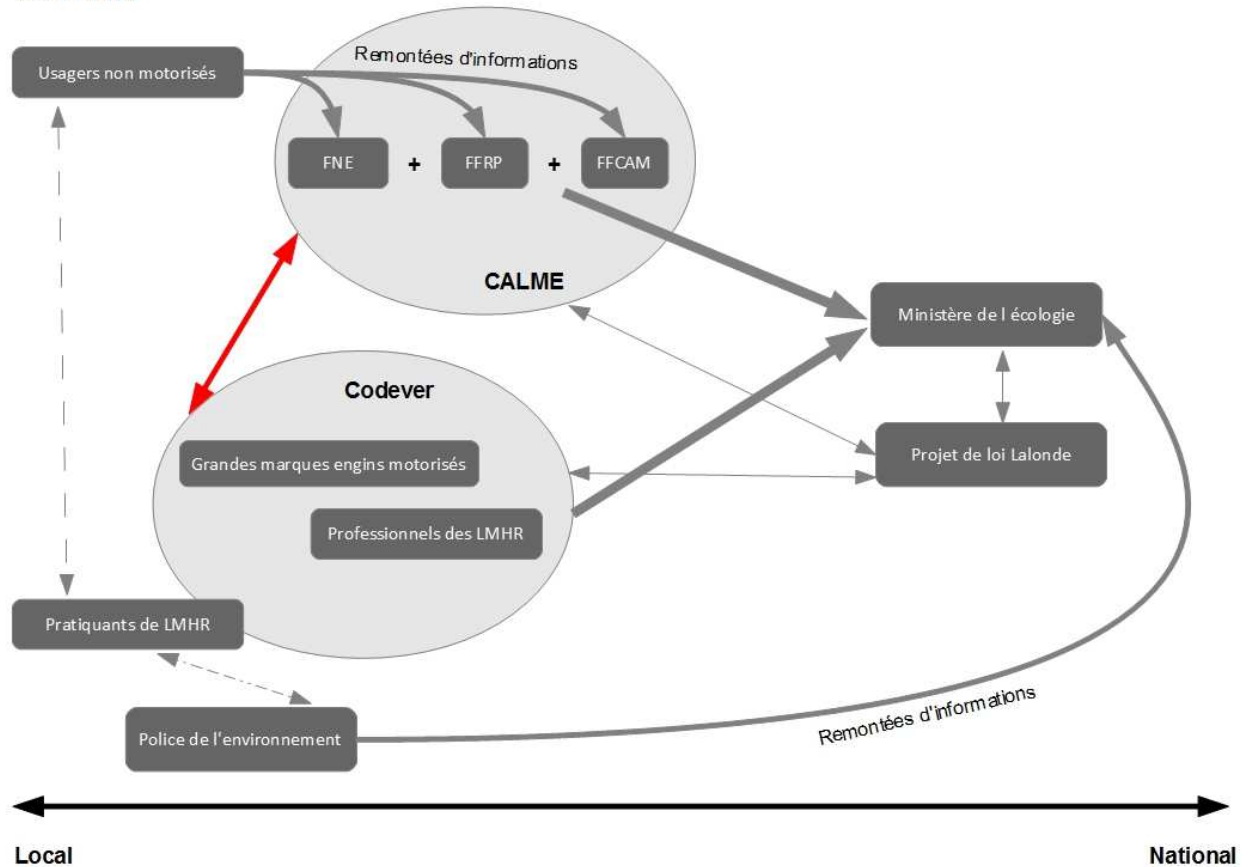 Remontées d'informations
Usagers non motorisés
FNE + FFRP + FFCAM
CALME
Ministère de l écologie
Codever
Grandes marques engins motorisés
Projet de loi Lalonde
Professionnels des LMHR
Pratiquants de LMHR
Police de l'environnement
Remontées d'informations
Local
National